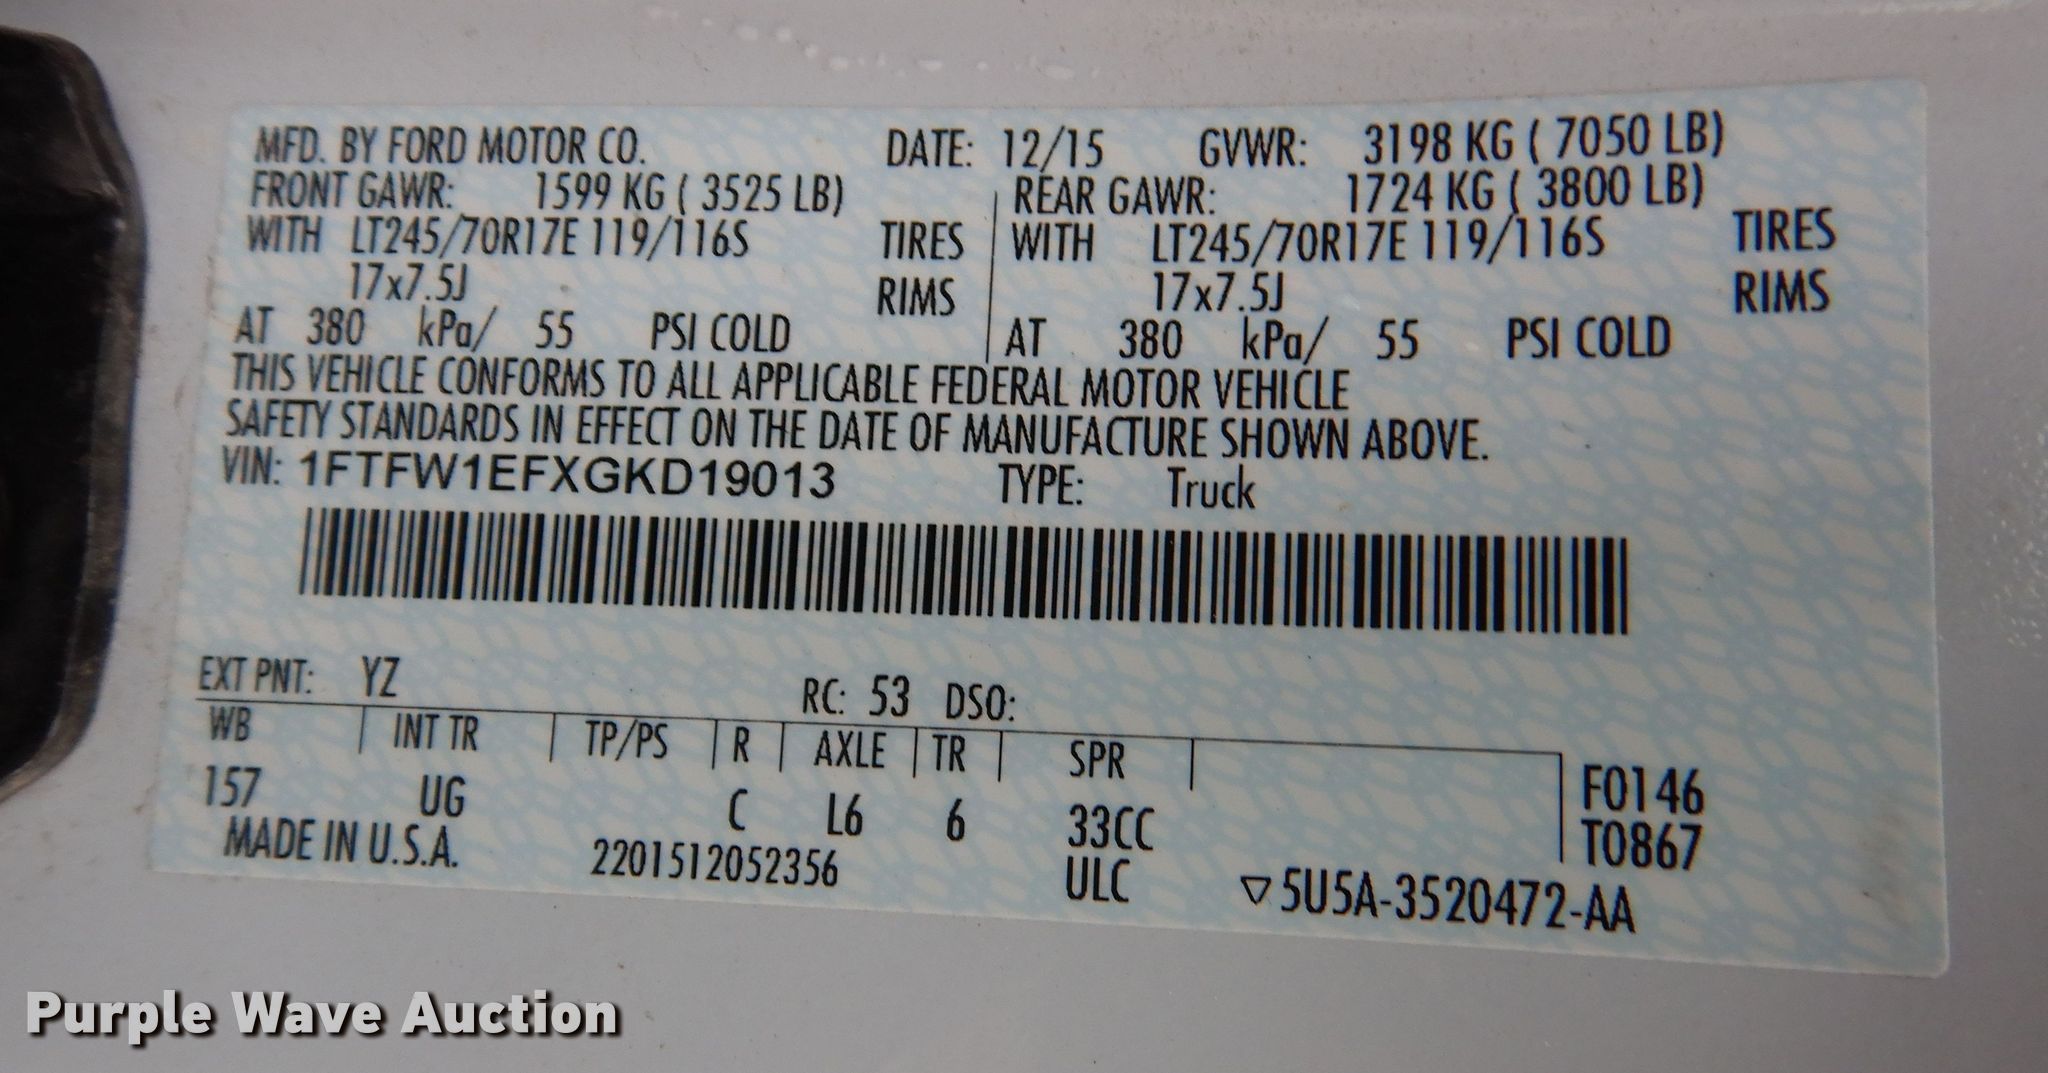 MFD. BY FORD MOTOR CO. DATE: 12/15 GVWR: 3198 KG ( 7050 LB)
FRONT GAWR: 1599 KG ( 3525 LB) REAR GAWR: 1724 KG ( 3800 LB)
WITH LT245/70R17E 119/116S TIRES WITH LT245/70R17E 119/116S TIRES
17x7.5J RIMS 17x7.5J RIMS
AT 380 kPa/ 55 PSI COLD AT 380 kPa/ 55 PSI COLD
THIS VEHICLE CONFORMS TO ALL APPLICABLE FEDERAL MOTOR VEHICLE
SAFETY STANDARDS IN EFFECT ON THE DATE OF MANUFACTURE SHOWN ABOVE.
VIN: 1FTFW1EFXGKD19013 TYPE: Truck
EXT PNT: YZ RC: 53 DSO:
WB INT TR TP/PS R AXLE TR SPR
157 UG C L6 6 33CC F0146
MADE IN U.S.A. 2201512052356 ULC T0867
▽5U5A-3520472-AA
Purple Wave Auction